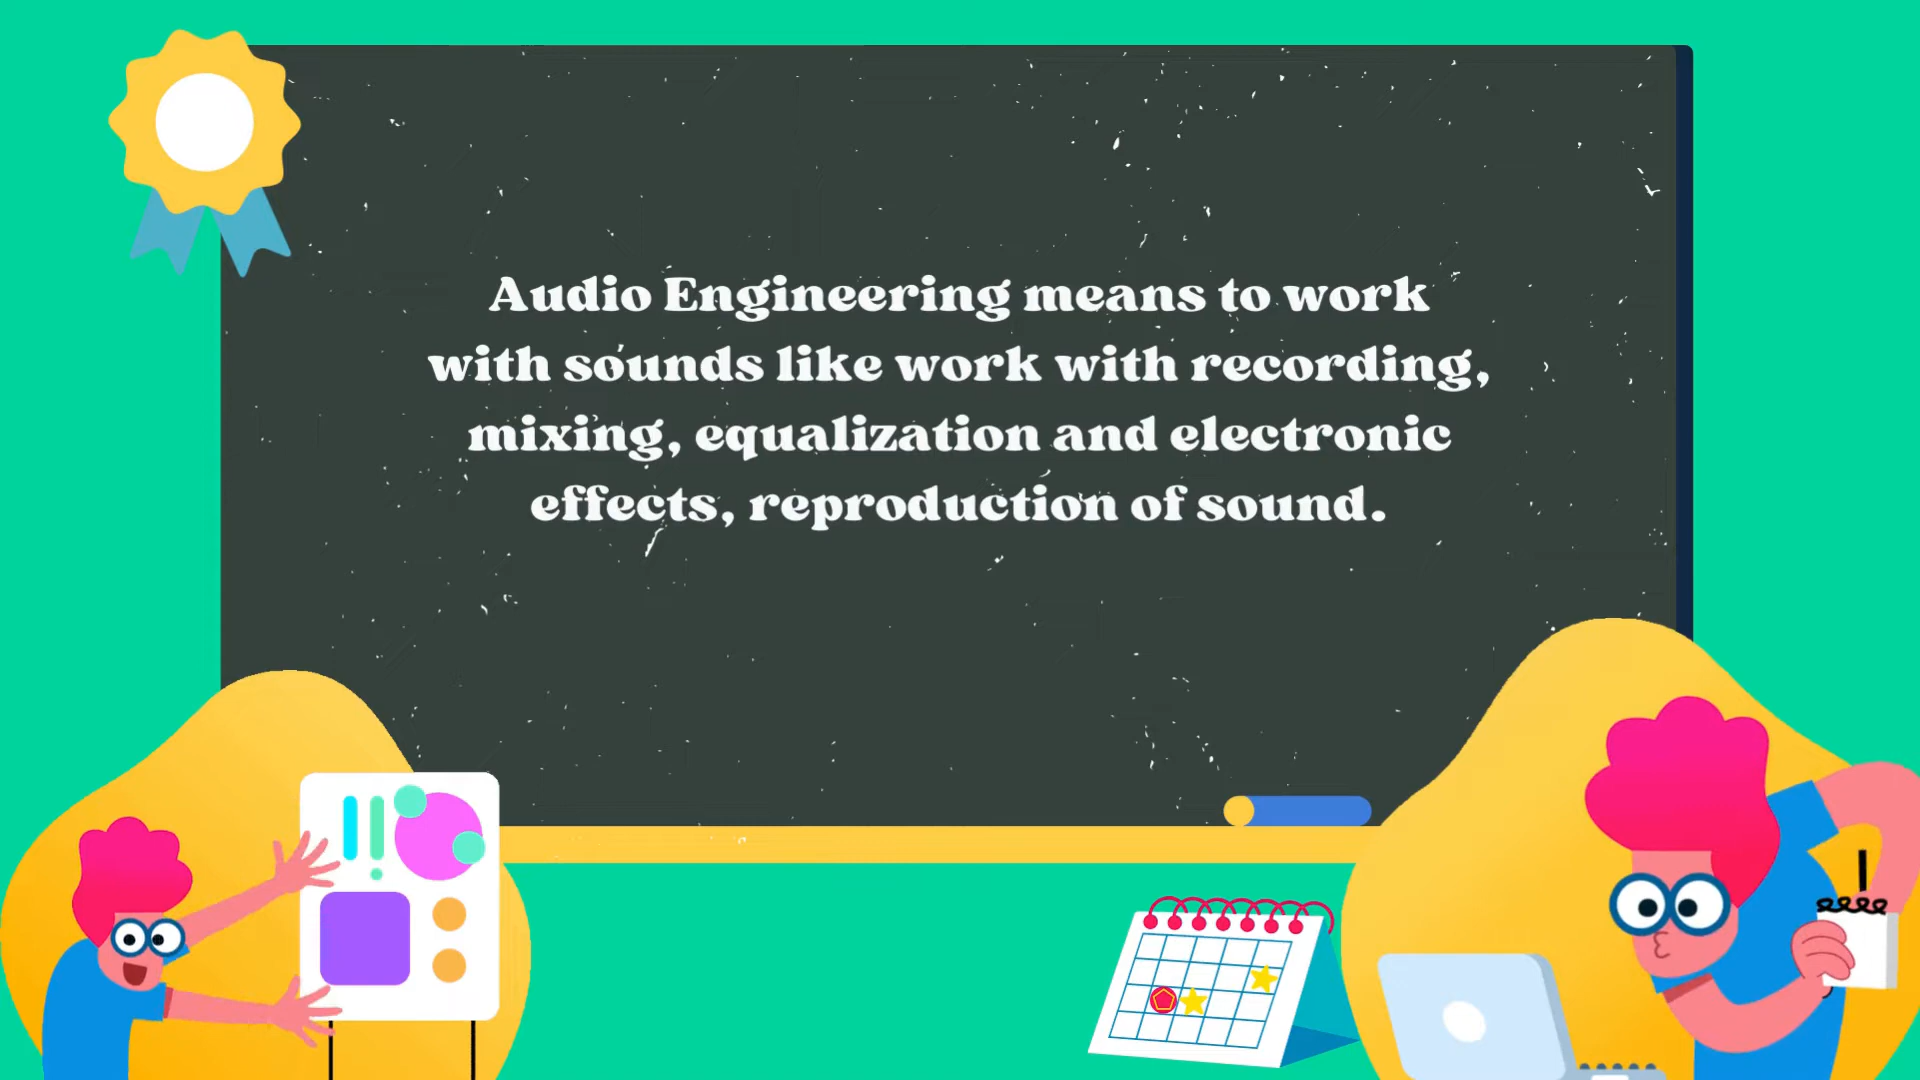 Audio Engineering means to work
with sounds like work with recording,
mixing, equalization and electronic
effects, reproduction of sound.